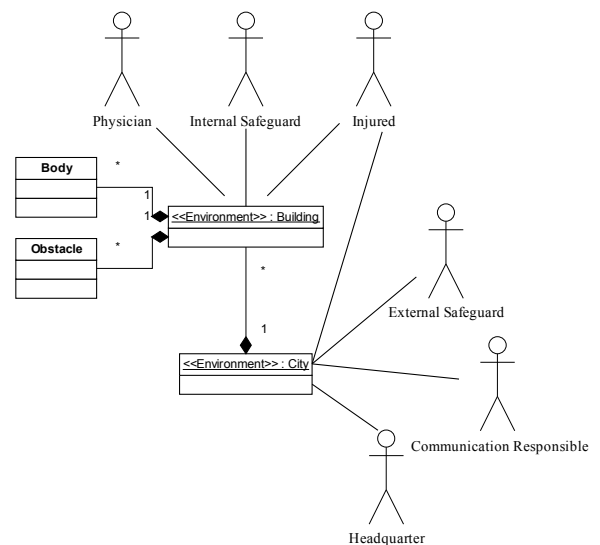 Physician
Internal Safeguard
Injured
Body
*
1
<<Environment>> : Building
1
Obstacle
*
*
1
External Safeguard
<<Environment>> : City
Communication Responsible
Headquarter